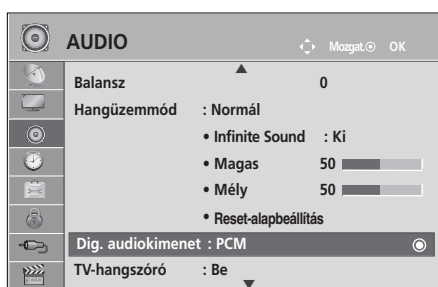 AUDIO Mozgat. OK
Balansz 0
Hangüzemmód : Normál
• Infinite Sound : Ki
• Magas 50
• Mély 50
• Reset-alapbeállítás
Dig. audiokimenet : PCM
TV-hangszóró : Be